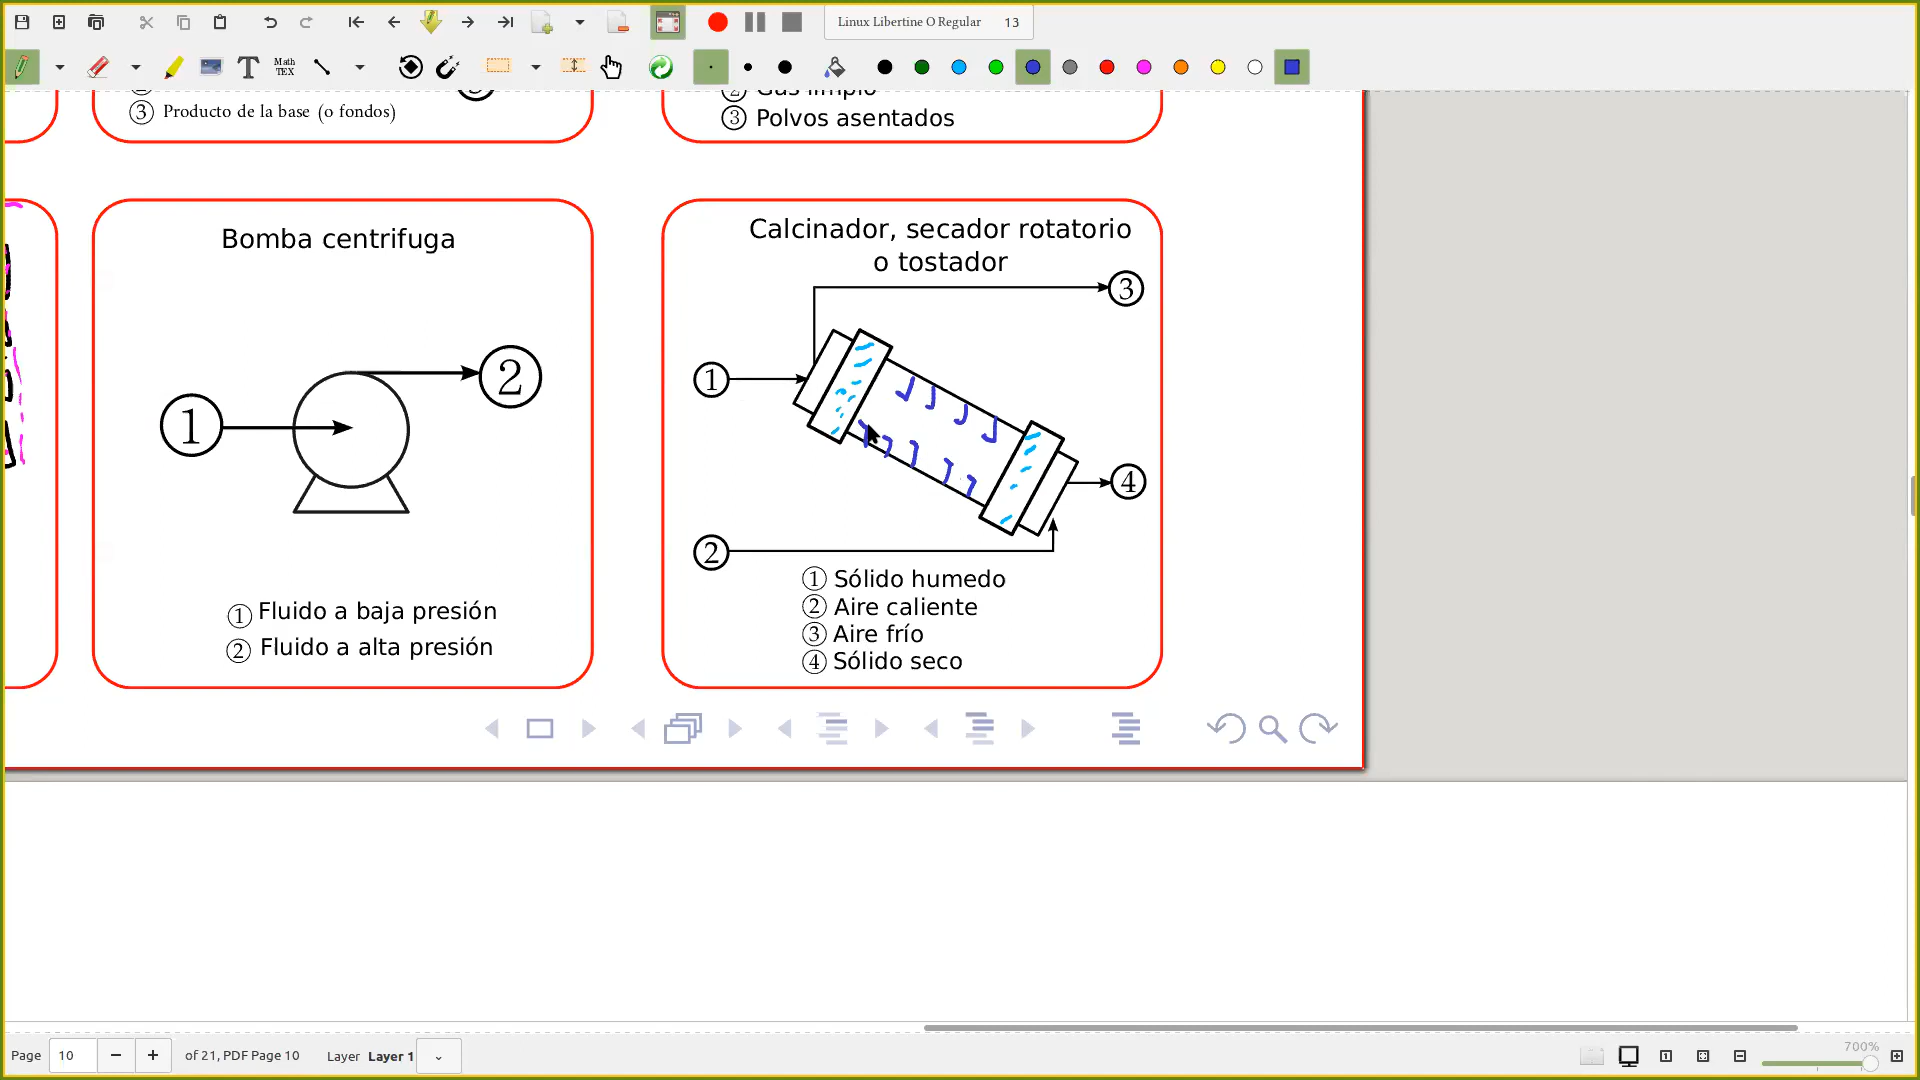 Linux Libertine O Regular 13
Math
TEX
③ Producto de la base (o fondos)
② Gas limpio
③ Polvos asentados
Bomba centrifuga
1
2
① Fluido a baja presión
② Fluido a alta presión
Calcinador, secador rotatorio
o tostador
3
1
4
2
① Sólido humedo
② Aire caliente
③ Aire frío
④ Sólido seco
Page 10 of 21, PDF Page 10 Layer Layer 1
700%